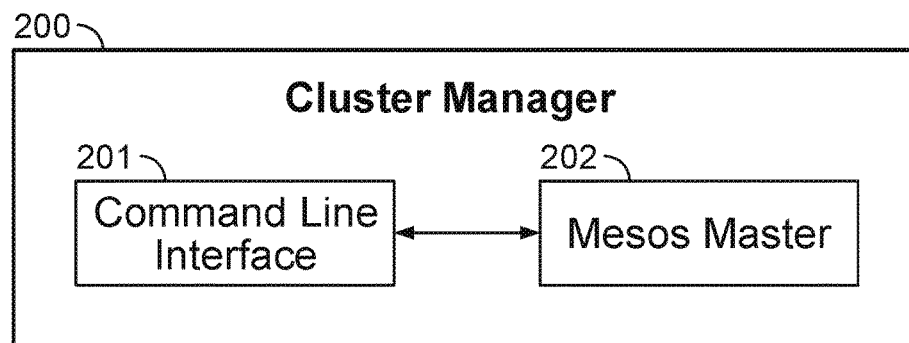 200
Cluster Manager
201
202
Command Line
Interface
Mesos Master